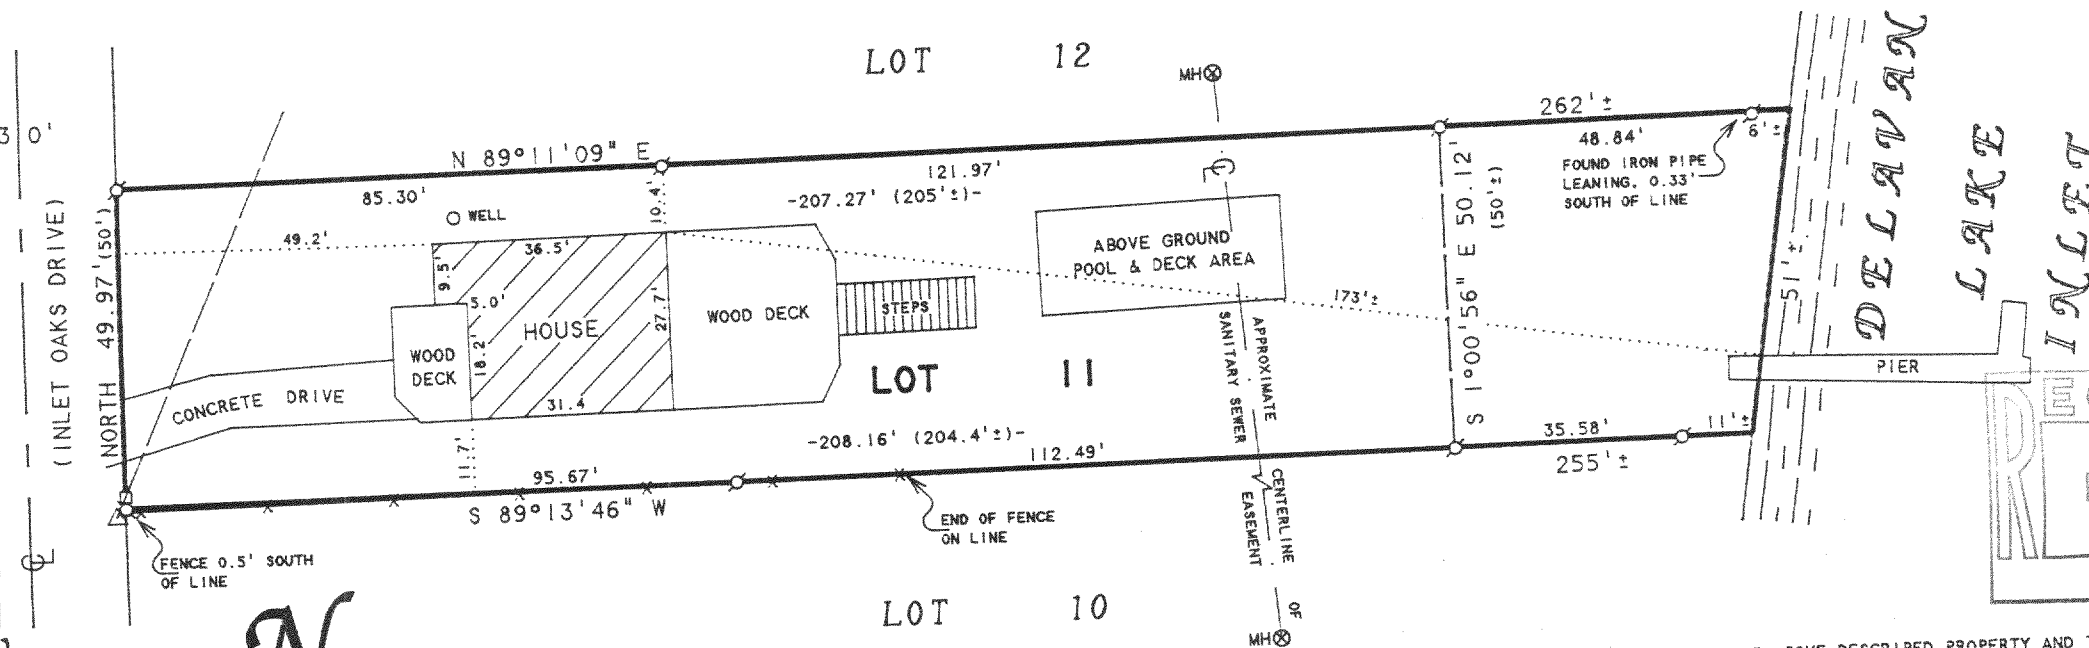 LOT 12
MH
30'
262'±
N 89°11'09" E
48.84'
6'±
121.97'
85.30'
-207.27' (205'±)-
FOUND IRON PIPE
LEANING, 0.33'
SOUTH OF LINE
WELL
10.4'
49.2'
36.5'
9.5'
ABOVE GROUND
POOL & DECK AREA
S 1°00'56" E 50.12'
(50'±)
51'±
DELAVAN
LAKE
INLET
(INLET OAKS DRIVE)
NORTH 49.97' (50')
5.0'
HOUSE
27.7'
WOOD DECK
STEPS
173'±
WOOD
DECK
18.2'
LOT 11
PIER
CONCRETE DRIVE
31.4
APPROXIMATE
SANITARY SEWER
11.7'
-208.16' (204.4'±)-
112.49'
35.58'
11'±
255'±
95.67'
S 89°13'46" W
END OF FENCE
ON LINE
CENTERLINE
EASEMENT
OF
FENCE 0.5' SOUTH
OF LINE
N
LOT 10
MH
PROPERTY AND